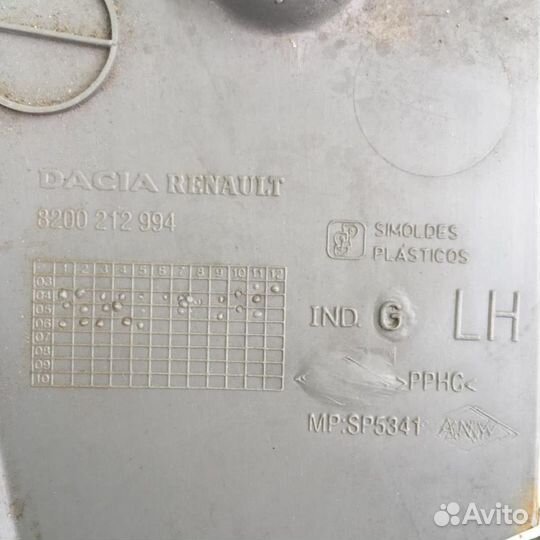 DACIA RENAULT
8200 212 994
SIMOLDES
PLÁSTICOS
1 2 3 4 5 6 7 8 9 10 11 12
03
04
05
06
07
08
09
10
IND. G LH
>PPHC<
MP:SP5341
Avito